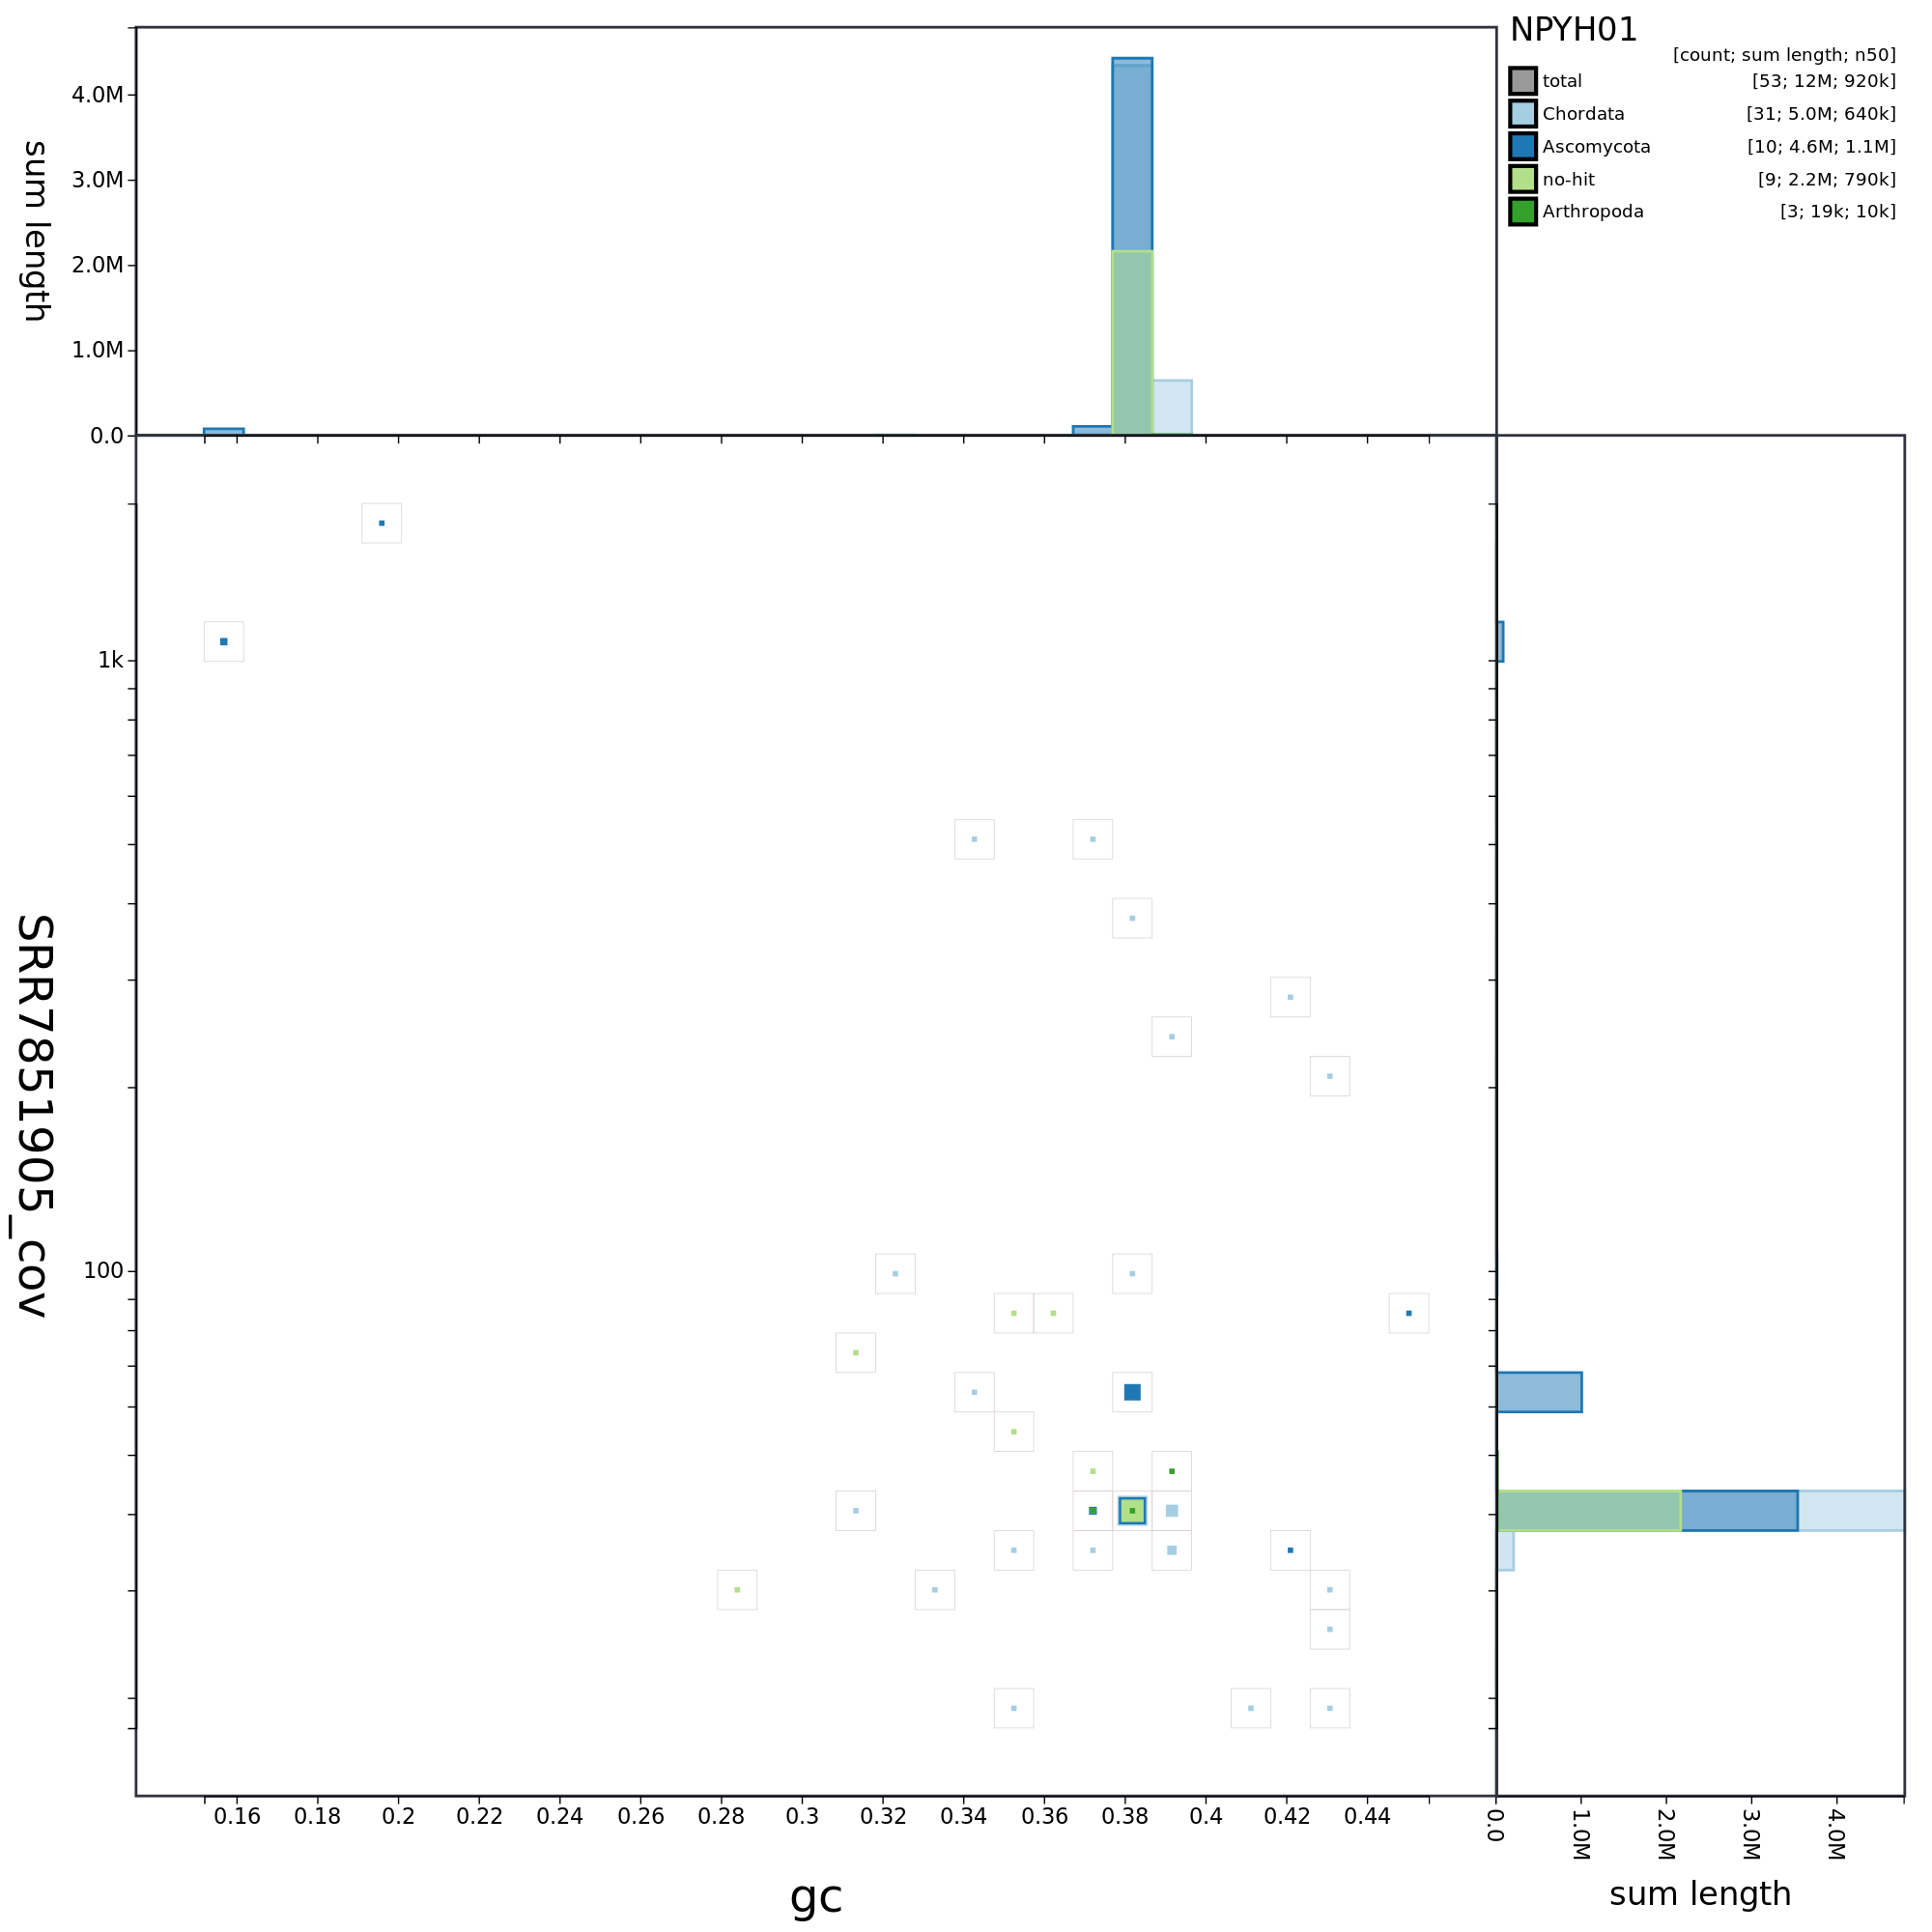 NPYH01
[count; sum length; n50]
total [53; 12M; 920k]
Chordata [31; 5.0M; 640k]
Ascomycota [10; 4.6M; 1.1M]
no-hit [9; 2.2M; 790k]
Arthropoda [3; 19k; 10k]
sum length
4.0M
3.0M
2.0M
1.0M
0.0
SRR7851905_cov
1k
100
0.16 0.18 0.2 0.22 0.24 0.26 0.28 0.3 0.32 0.34 0.36 0.38 0.4 0.42 0.44
gc
0.0 1.0M 2.0M 3.0M 4.0M
sum length